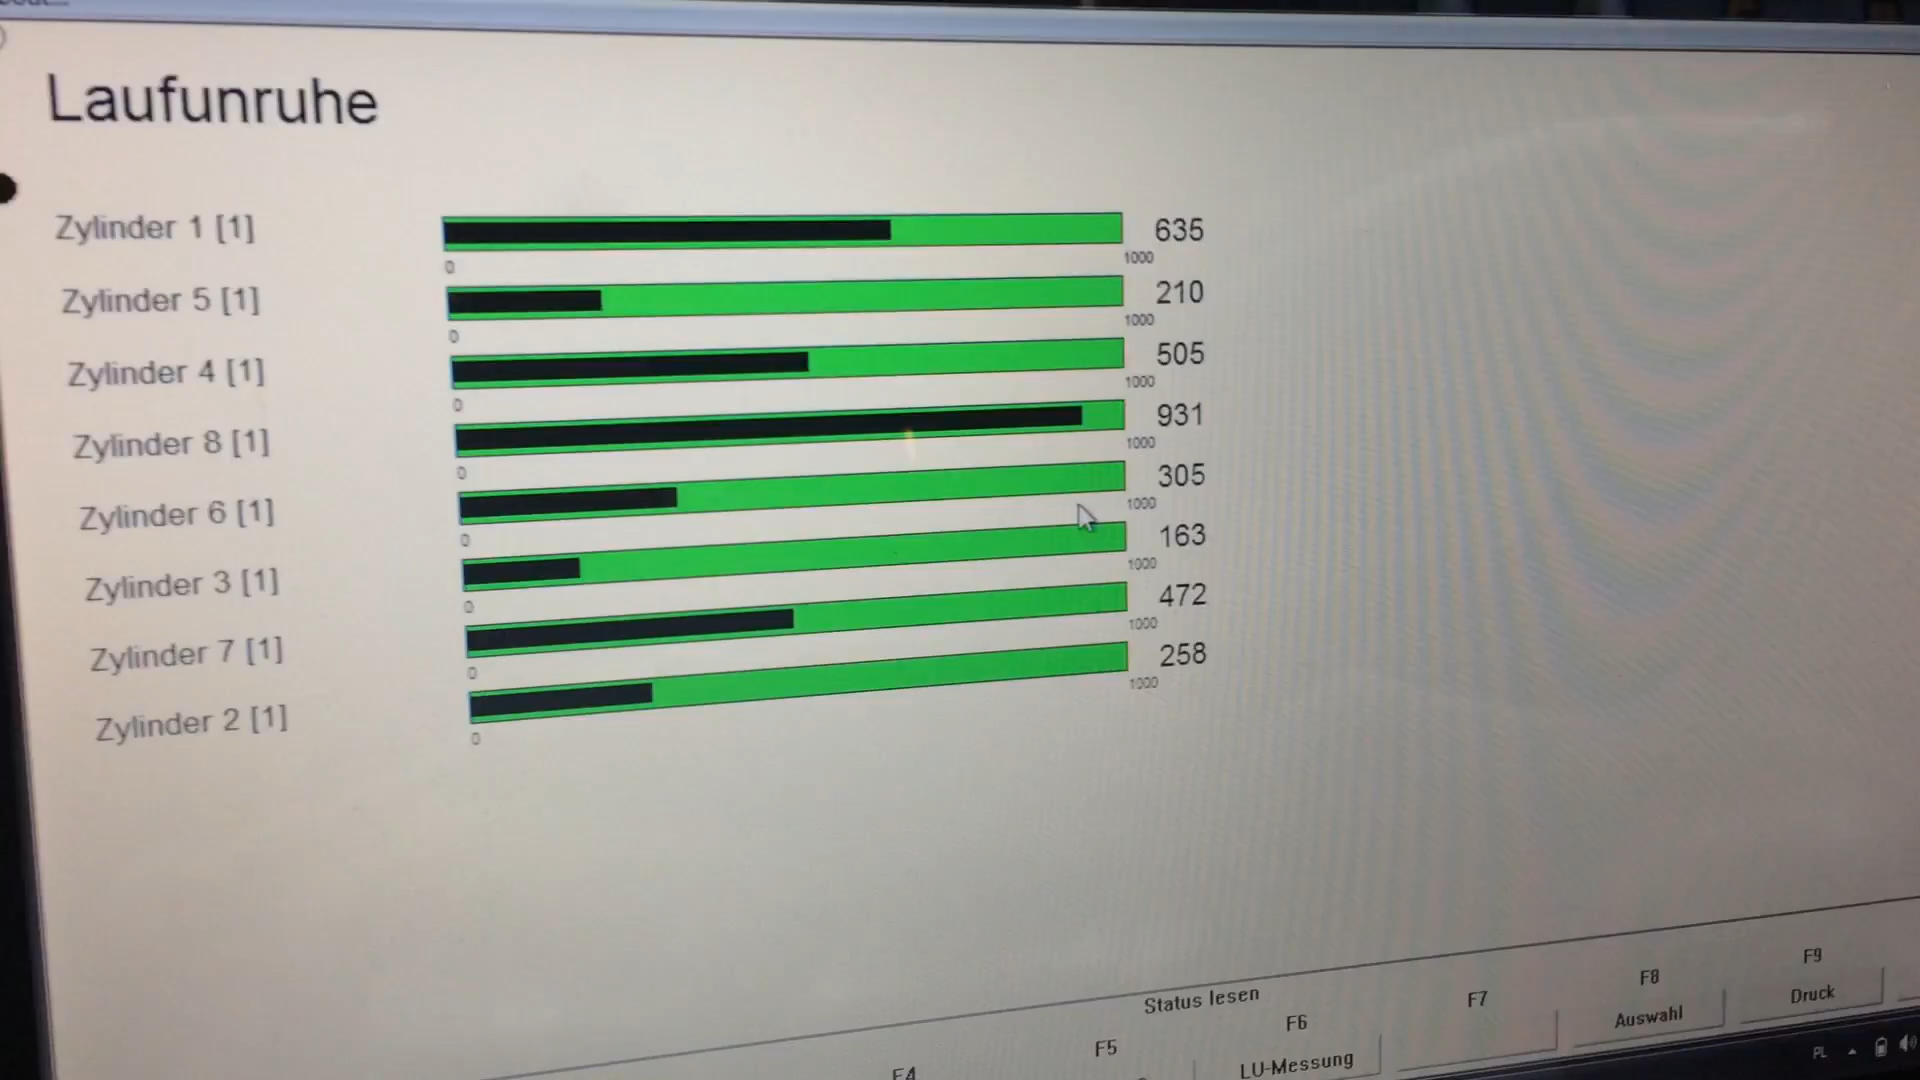 Laufunruhe
Zylinder 1 [1] 635
0 1000
Zylinder 5 [1] 210
0 1000
Zylinder 4 [1] 505
0 1000
Zylinder 8 [1] 931
0 1000
Zylinder 6 [1] 305
0 1000
Zylinder 3 [1] 163
0 1000
Zylinder 7 [1] 472
0 1000
Zylinder 2 [1] 258
0 1000
Status lesen
F4 F5 F6 F7 F8 F9
LU-Messung Auswahl Druck
PL